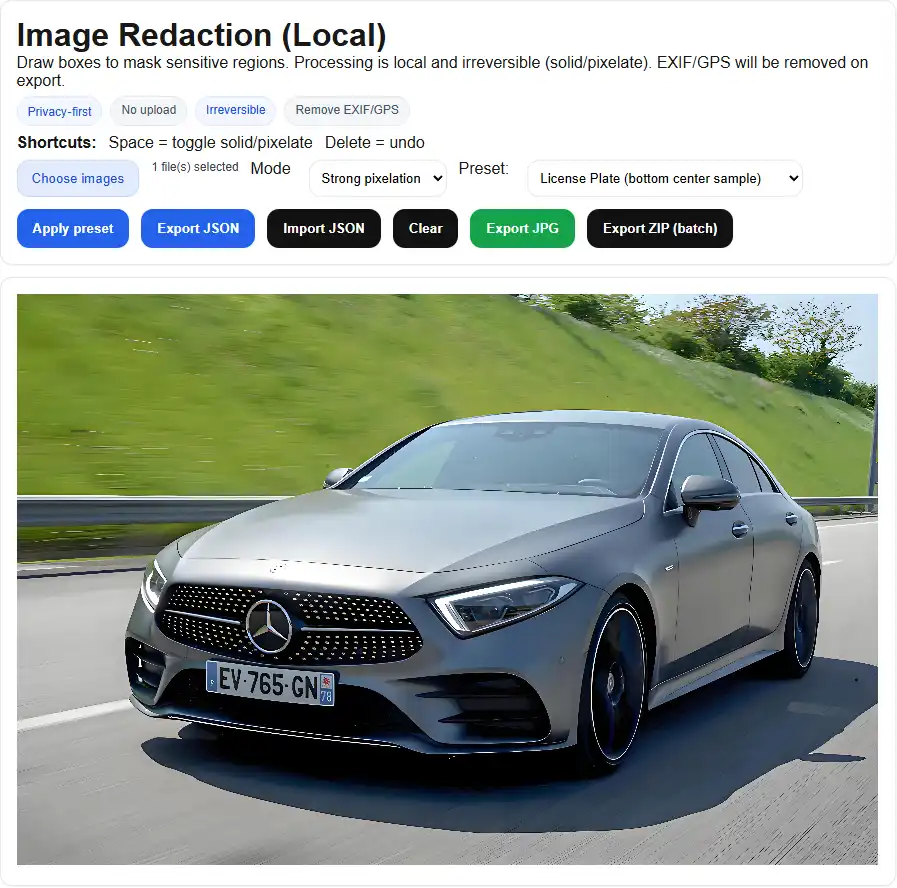 Image Redaction (Local)
Draw boxes to mask sensitive regions. Processing is local and irreversible (solid/pixelate). EXIF/GPS will be removed on
export.
Privacy-first No upload Irreversible Remove EXIF/GPS
Shortcuts: Space = toggle solid/pixelate Delete = undo
Choose images 1 file(s) selected Mode Strong pixelation Preset: License Plate (bottom center sample)
Apply preset Export JSON Import JSON Clear Export JPG Export ZIP (batch)
EV-765-GN
78